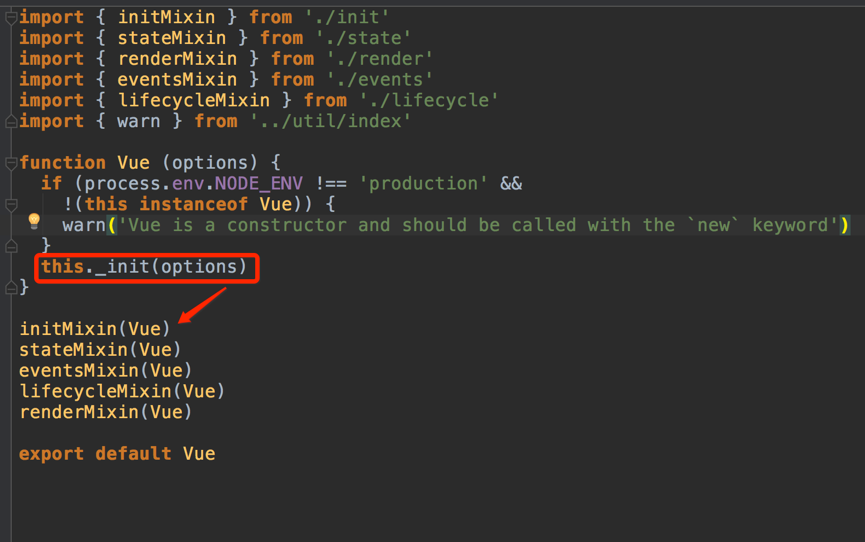 import { initMixin } from './init'
import { stateMixin } from './state'
import { renderMixin } from './render'
import { eventsMixin } from './events'
import { lifecycleMixin } from './lifecycle'
import { warn } from '../util/index'
function Vue (options) {
if (process.env.NODE_ENV !== 'production' &&
!(this instanceof Vue)) {
warn('Vue is a constructor and should be called with the `new` keyword')
}
this._init(options)
}
initMixin(Vue)
stateMixin(Vue)
eventsMixin(Vue)
lifecycleMixin(Vue)
renderMixin(Vue)
export default Vue